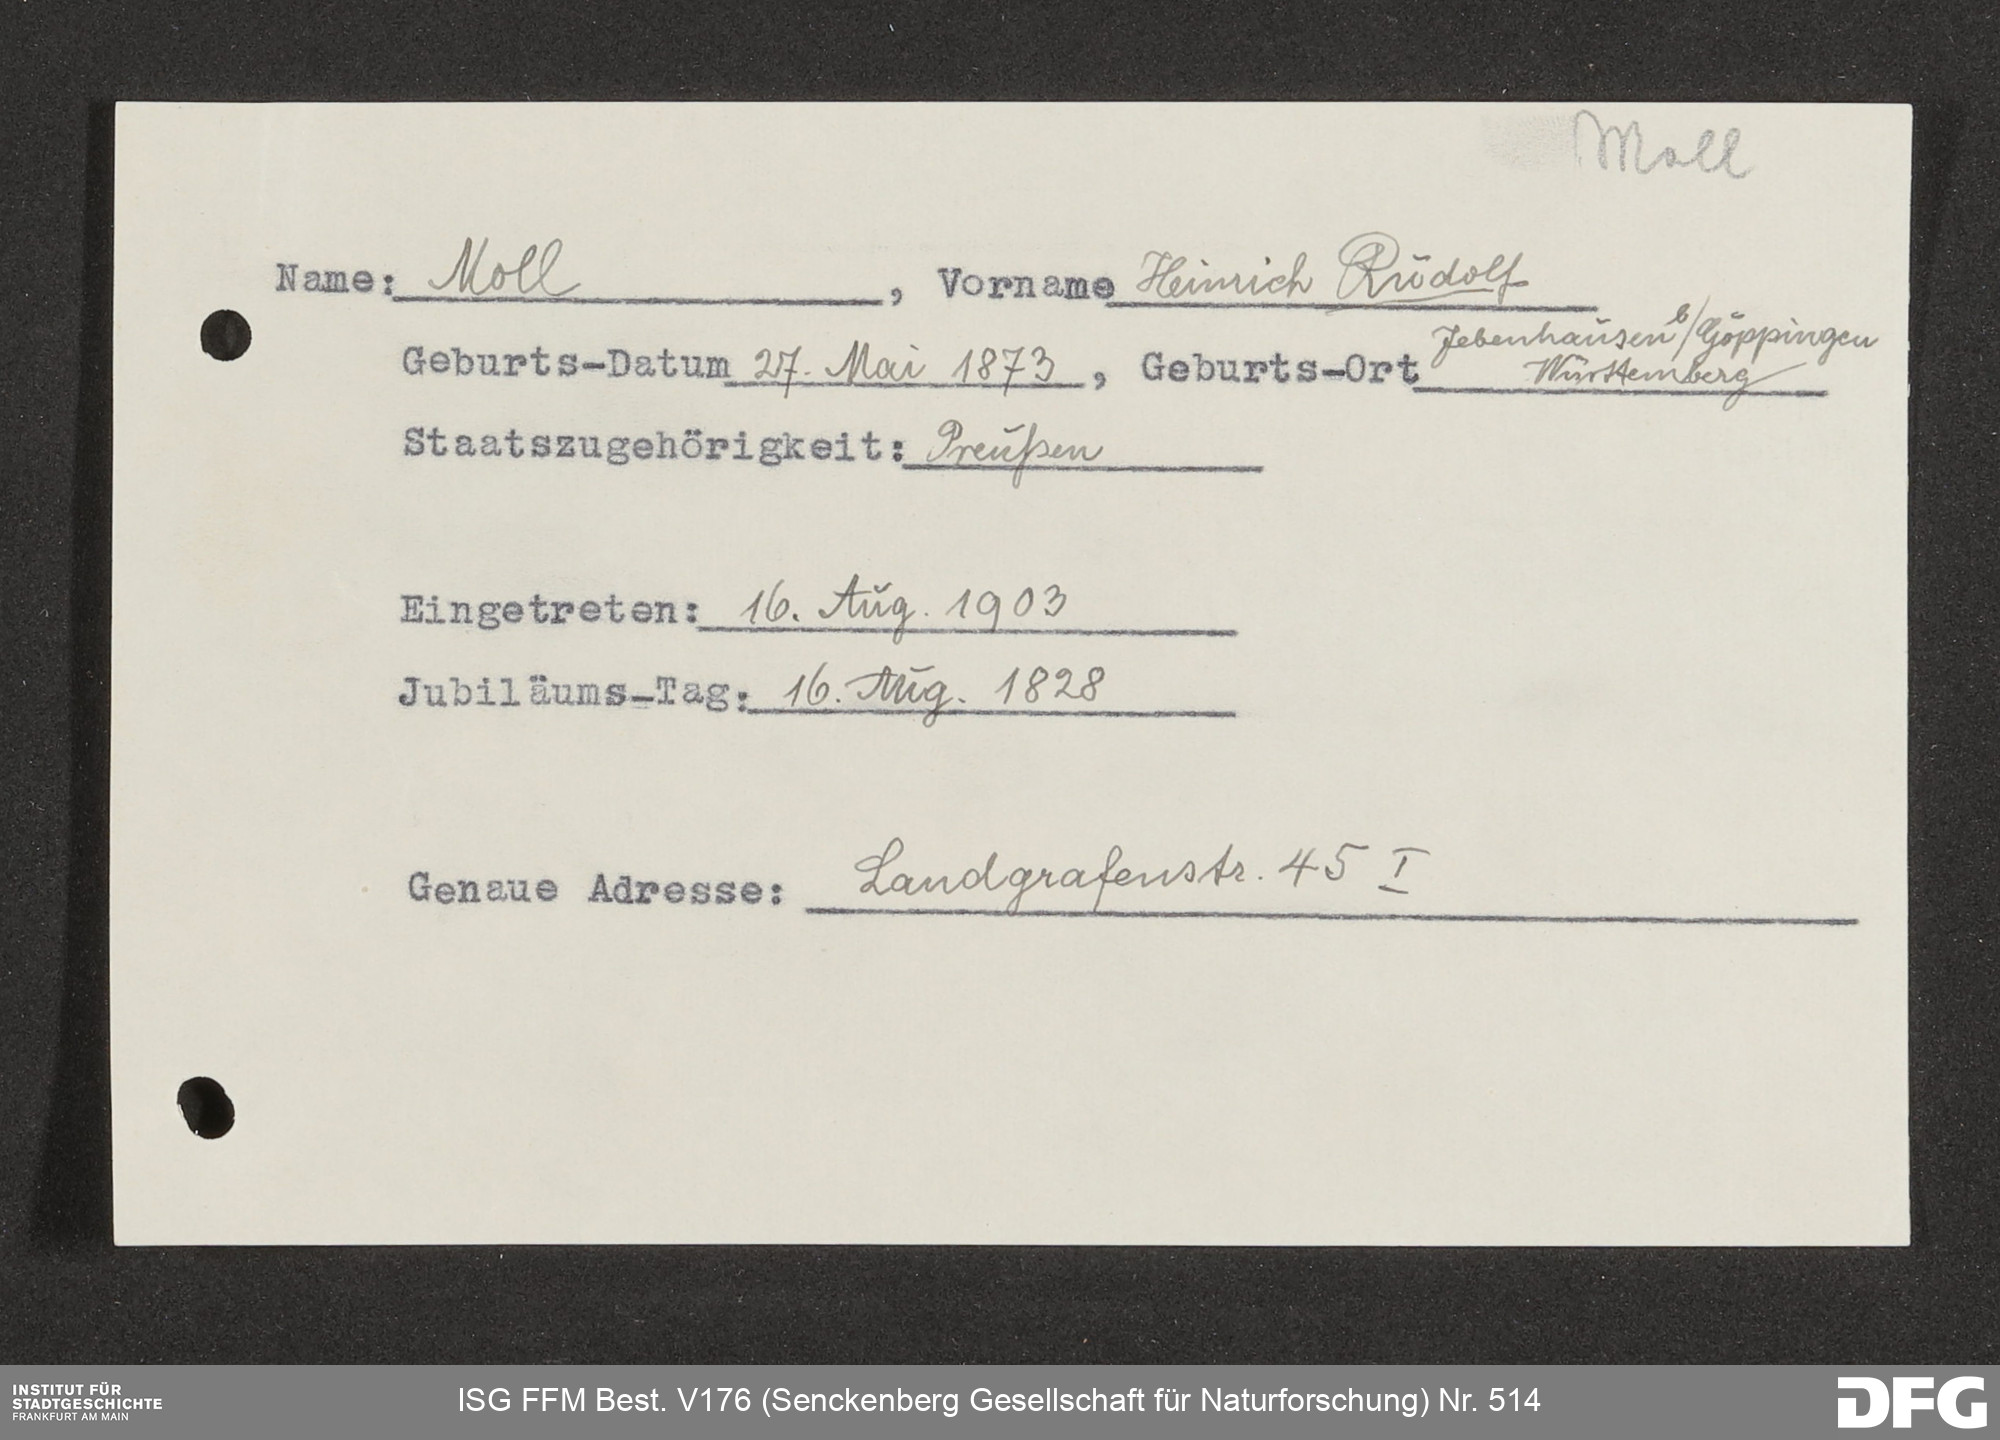 Moll
Name: Moll, Vorname Heinrich Rudolf
Geburts-Datum 27. Mai 1873, Geburts-Ort Jebenhausen b/Göppingen
Württemberg
Staatszugehörigkeit: Preußen
Eingetreten: 16. Aug. 1903
Jubiläums-Tag: 16. Aug. 1828
Genaue Adresse: Landgrafenstr. 45 I
INSTITUT FÜR
STADTGESCHICHTE
FRANKFURT AM MAIN
ISG FFM Best. V176 (Senckenberg Gesellschaft für Naturforschung) Nr. 514
DFG